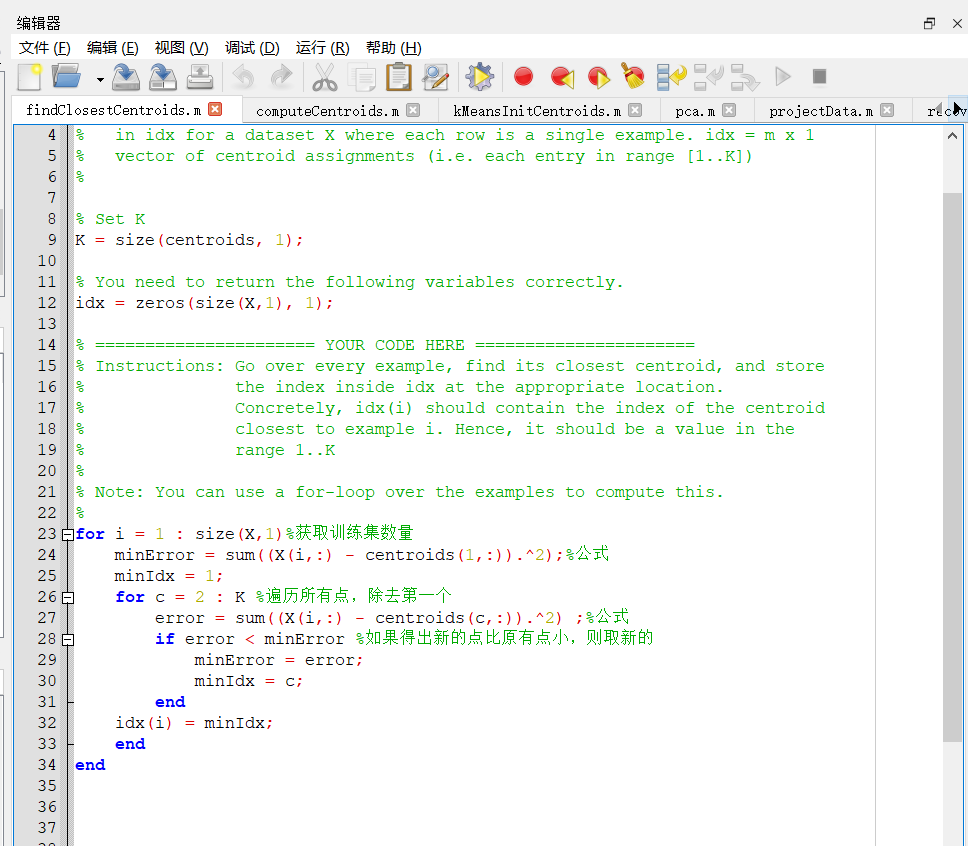 编辑器
文件 (F) 编辑 (E) 视图 (V) 调试 (D) 运行 (R) 帮助 (H)
findClosestCentroids.m computeCentroids.m kMeansInitCentroids.m pca.m projectData.m
4 %   in idx for a dataset X where each row is a single example. idx = m x 1
5 %   vector of centroid assignments (i.e. each entry in range [1..K])
6 %
7
8 % Set K
9 K = size(centroids, 1);
10
11 % You need to return the following variables correctly.
12 idx = zeros(size(X,1), 1);
13
14 % ====================== YOUR CODE HERE ======================
15 % Instructions: Go over every example, find its closest centroid, and store
16 %               the index inside idx at the appropriate location.
17 %               Concretely, idx(i) should contain the index of the centroid
18 %               closest to example i. Hence, it should be a value in the
19 %               range 1..K
20 %
21 % Note: You can use a for-loop over the examples to compute this.
22 %
23 for i = 1 : size(X,1)%获取训练集数量
24     minError = sum((X(i,:) - centroids(1,:)).^2);%公式
25     minIdx = 1;
26     for c = 2 : K %遍历所有点，除去第一个
27         error = sum((X(i,:) - centroids(c,:)).^2) ;%公式
28         if error < minError %如果得出新的点比原有点小，则取新的
29             minError = error;
30             minIdx = c;
31         end
32     idx(i) = minIdx;
33     end
34 end
35
36
37